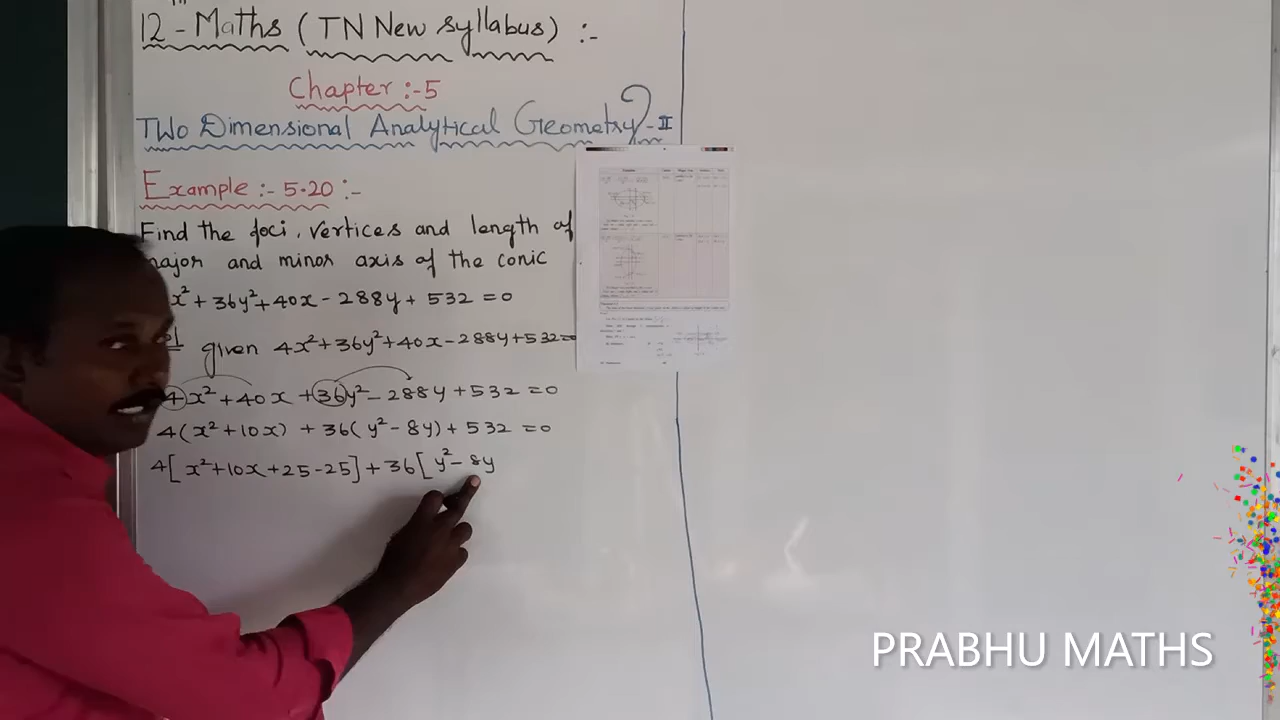 12 - Maths ( TN New syllabus) :-
Chapter :- 5
Two Dimensional Analytical Geometry - II
Example :- 5.20 :-
Find the foci, vertices and length of
major and minor axis of the conic
x² + 36y² + 40x - 288y + 532 = 0
given 4x² + 36y² + 40x - 288y + 532 =
4x² + 40x + 36y² - 288y + 532 = 0
4(x² + 10x) + 36(y² - 8y) + 532 = 0
4[x² + 10x + 25 - 25] + 36[y² - 8y
PRABHU MATHS